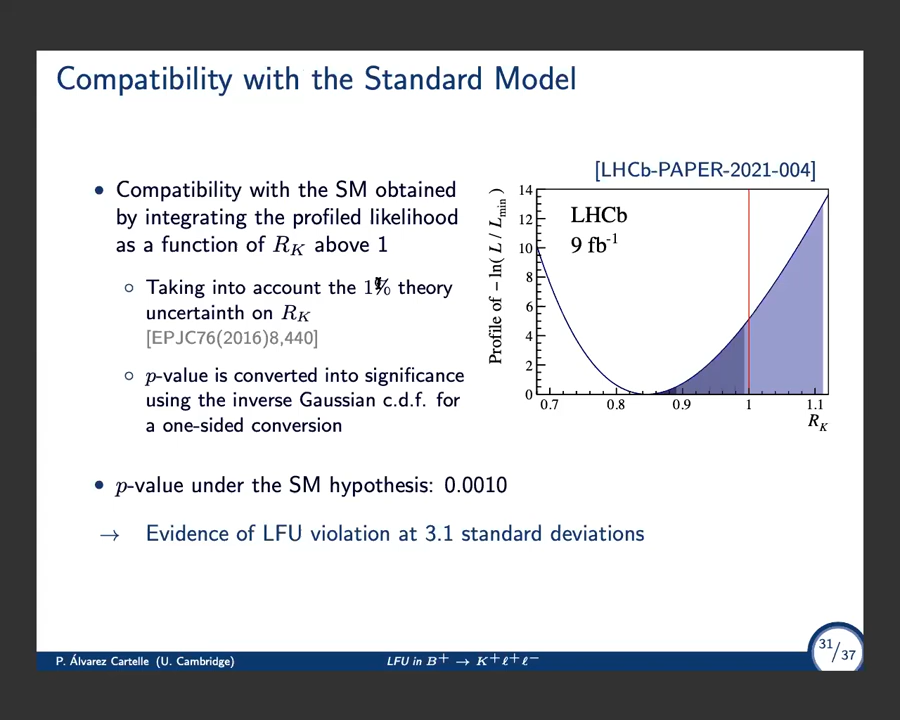 Compatibility with the Standard Model
• Compatibility with the SM obtained
by integrating the profiled likelihood
as a function of R_K above 1
○ Taking into account the 1% theory
uncertainth on R_K
[EPJC76(2016)8,440]
○ p-value is converted into significance
using the inverse Gaussian c.d.f. for
a one-sided conversion
[LHCb-PAPER-2021-004]
Profile of − ln( L / L_min )
14
12
10
8
6
4
2
0
LHCb
9 fb⁻¹
0.7 0.8 0.9 1 1.1
R_K
• p-value under the SM hypothesis: 0.0010
→ Evidence of LFU violation at 3.1 standard deviations
P. Álvarez Cartelle (U. Cambridge)
LFU in B⁺ → K⁺ℓ⁺ℓ⁻
31/37